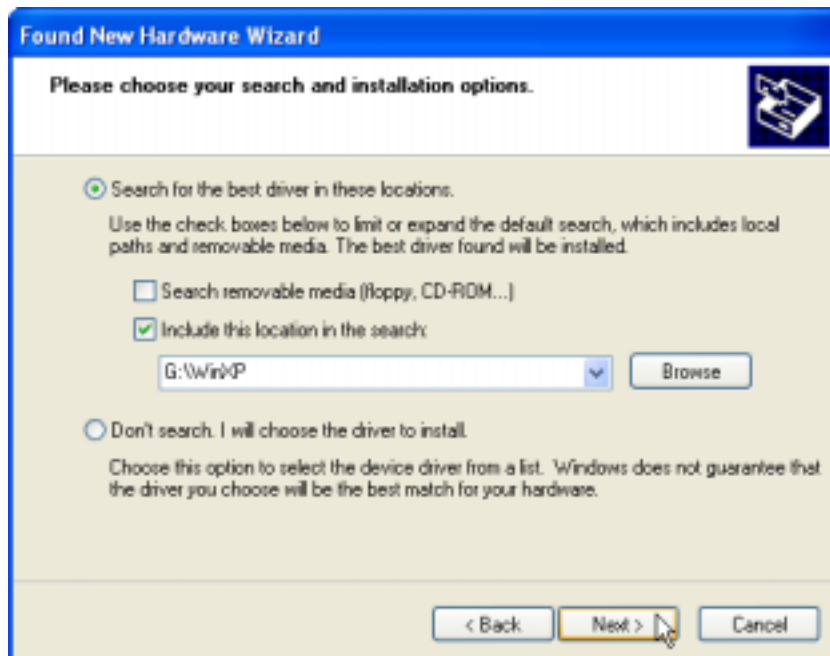 Found New Hardware Wizard
Please choose your search and installation options.
Search for the best driver in these locations.
Use the check boxes below to limit or expand the default search, which includes local
paths and removable media. The best driver found will be installed.
Search removable media (floppy, CD-ROM...)
Include this location in the search:
G:\WinXP
Browse
Don't search. I will choose the driver to install.
Choose this option to select the device driver from a list. Windows does not guarantee that
the driver you choose will be the best match for your hardware.
< Back
Next >
Cancel